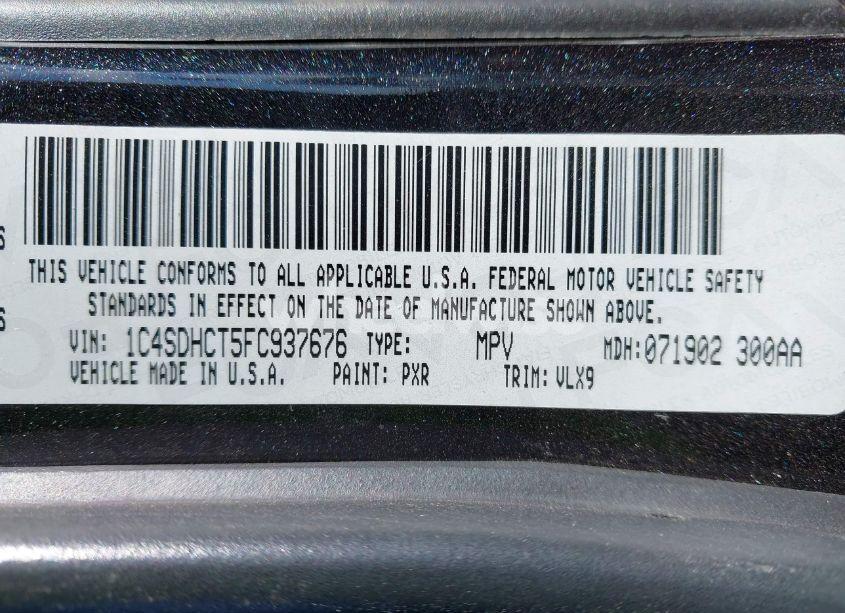 THIS VEHICLE CONFORMS TO ALL APPLICABLE U.S.A. FEDERAL MOTOR VEHICLE SAFETY
STANDARDS IN EFFECT ON THE DATE OF MANUFACTURE SHOWN ABOVE.
VIN: 1C4SDHCT5FC937676 TYPE: MPV MDH:071902 300AA
VEHICLE MADE IN U.S.A. PAINT: PXR TRIM: VLX9